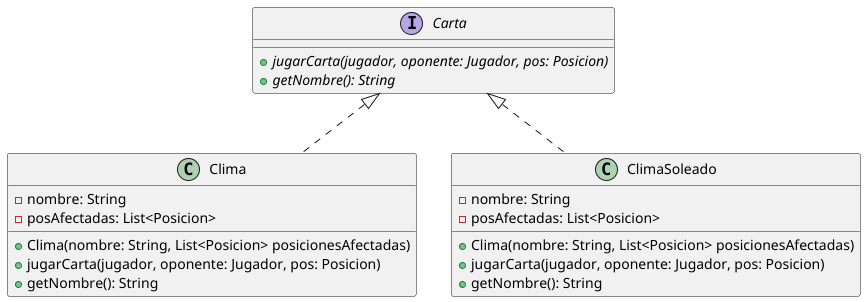 I Carta
jugarCarta(jugador, oponente: Jugador, pos: Posicion)
getNombre(): String
C Clima
nombre: String
posAfectadas: List<Posicion>
Clima(nombre: String, List<Posicion> posicionesAfectadas)
jugarCarta(jugador, oponente: Jugador, pos: Posicion)
getNombre(): String
C ClimaSoleado
nombre: String
posAfectadas: List<Posicion>
Clima(nombre: String, List<Posicion> posicionesAfectadas)
jugarCarta(jugador, oponente: Jugador, pos: Posicion)
getNombre(): String